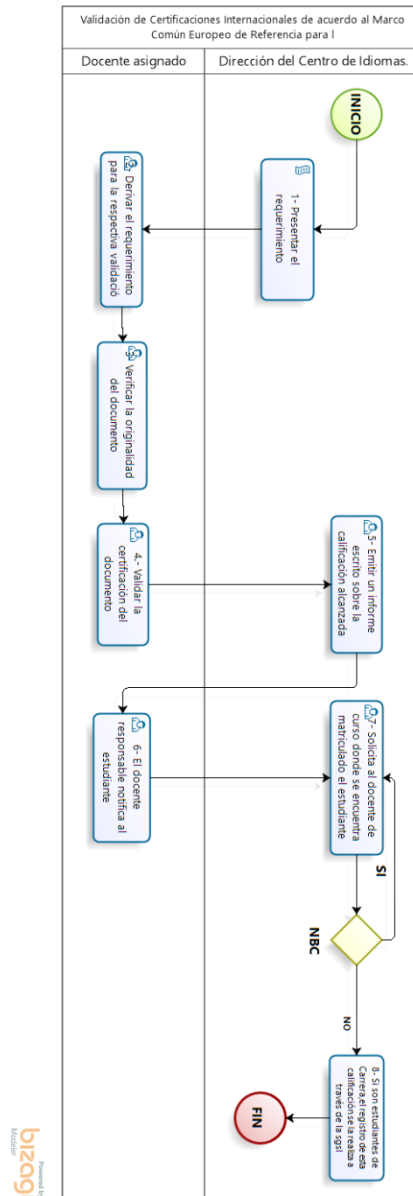 Validación de Certificaciones Internacionales de acuerdo al Marco
Común Europeo de Referencia para l
Docente asignado
Dirección del Centro de Idiomas.
INICIO
1- Presentar el
requerimiento
2- Derivar el requerimiento
para la respectiva validació
3- Verificar la originalidad
del documento
4.- Validar la
certificación del
documento
5- Emitir un informe
escrito sobre la
calificación alcanzada
6- El docente
responsable notifica al
estudiante
7- Solicita al docente de
curso donde se encuentra
matriculado el estudiante
SI
NBC
NO
8- Si son estudiantes de
Carrera,el registro de esta
calificación se la realiza a
través de la sgsl
FIN
Powered by
bizagi
Modeler